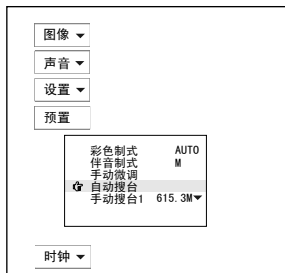 图像
声音
设置
预置
彩色制式 AUTO
伴音制式 M
手动微调
自动搜台
手动搜台1 615.3M
时钟